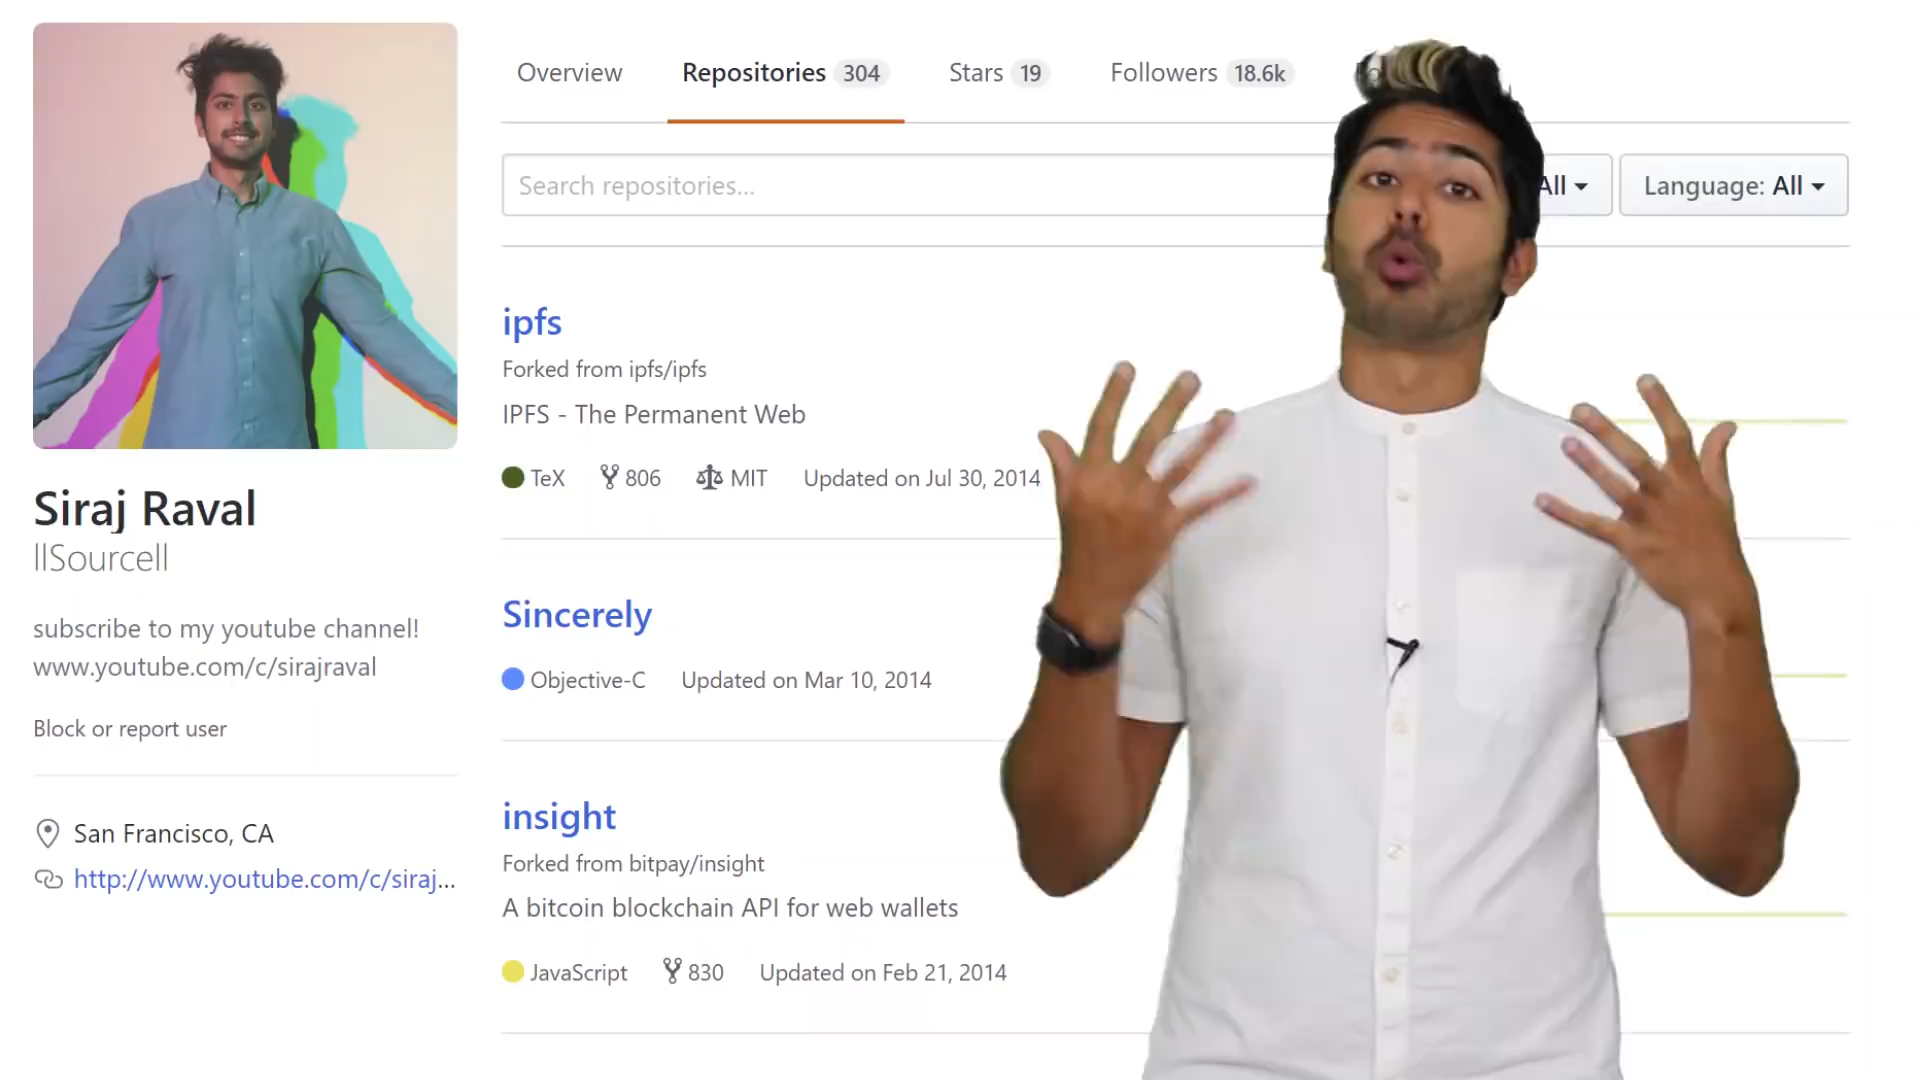 Overview Repositories 304 Stars 19 Followers 18.6k
Search repositories... All Language: All
ipfs
Forked from ipfs/ipfs
IPFS - The Permanent Web
TeX 806 MIT Updated on Jul 30, 2014
Siraj Raval
llSourcell
Sincerely
subscribe to my youtube channel!
www.youtube.com/c/sirajraval
Objective-C Updated on Mar 10, 2014
Block or report user
insight
San Francisco, CA
Forked from bitpay/insight
http://www.youtube.com/c/siraj...
A bitcoin blockchain API for web wallets
JavaScript 830 Updated on Feb 21, 2014